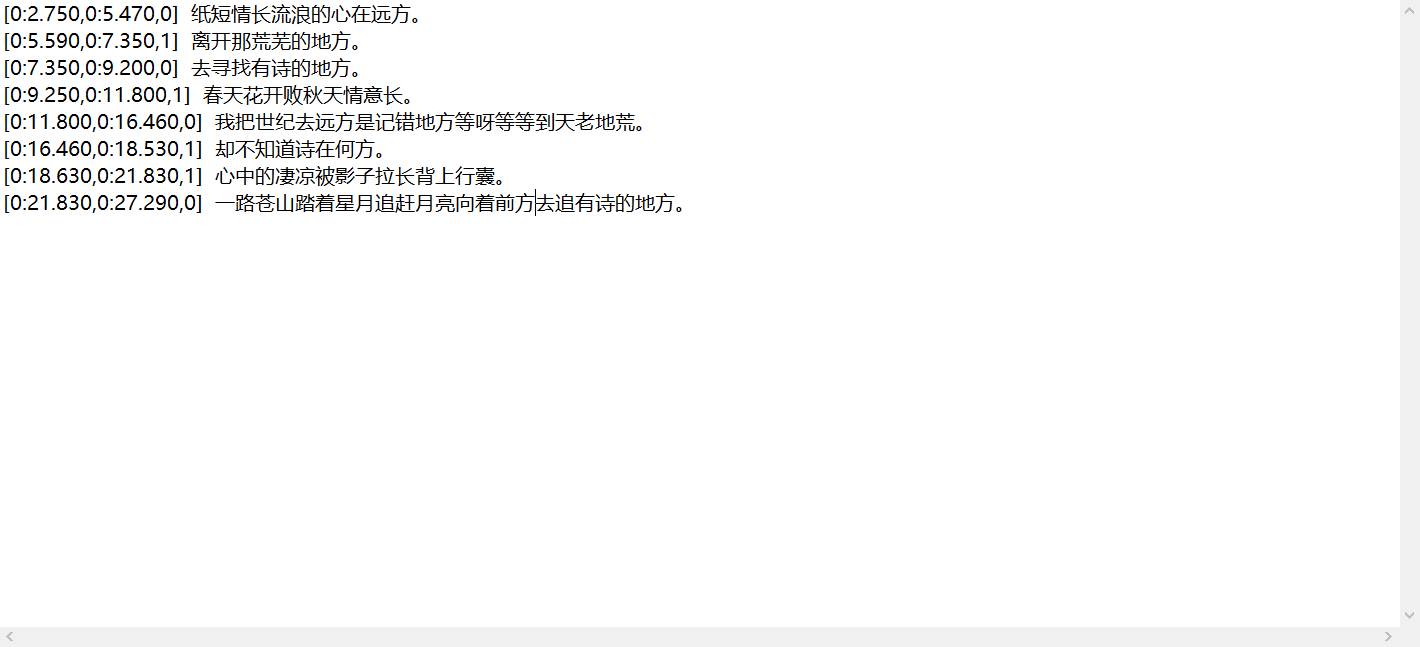 [0:2.750,0:5.470,0]  纸短情长流浪的心在远方。
[0:5.590,0:7.350,1]  离开那荒芜的地方。
[0:7.350,0:9.200,0]  去寻找有诗的地方。
[0:9.250,0:11.800,1]  春天花开败秋天情意长。
[0:11.800,0:16.460,0]  我把世纪去远方是记错地方等呀等等到天老地荒。
[0:16.460,0:18.530,1]  却不知道诗在何方。
[0:18.630,0:21.830,1]  心中的凄凉被影子拉长背上行囊。
[0:21.830,0:27.290,0]  一路苍山踏着星月追赶月亮向着前方去追有诗的地方。